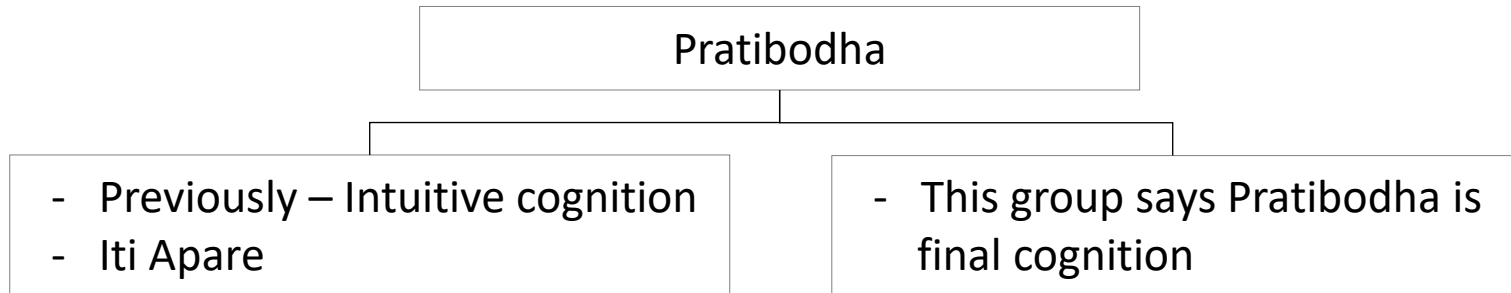 Pratibodha
- Previously – Intuitive cognition
- Iti Apare
- This group says Pratibodha is
final cognition